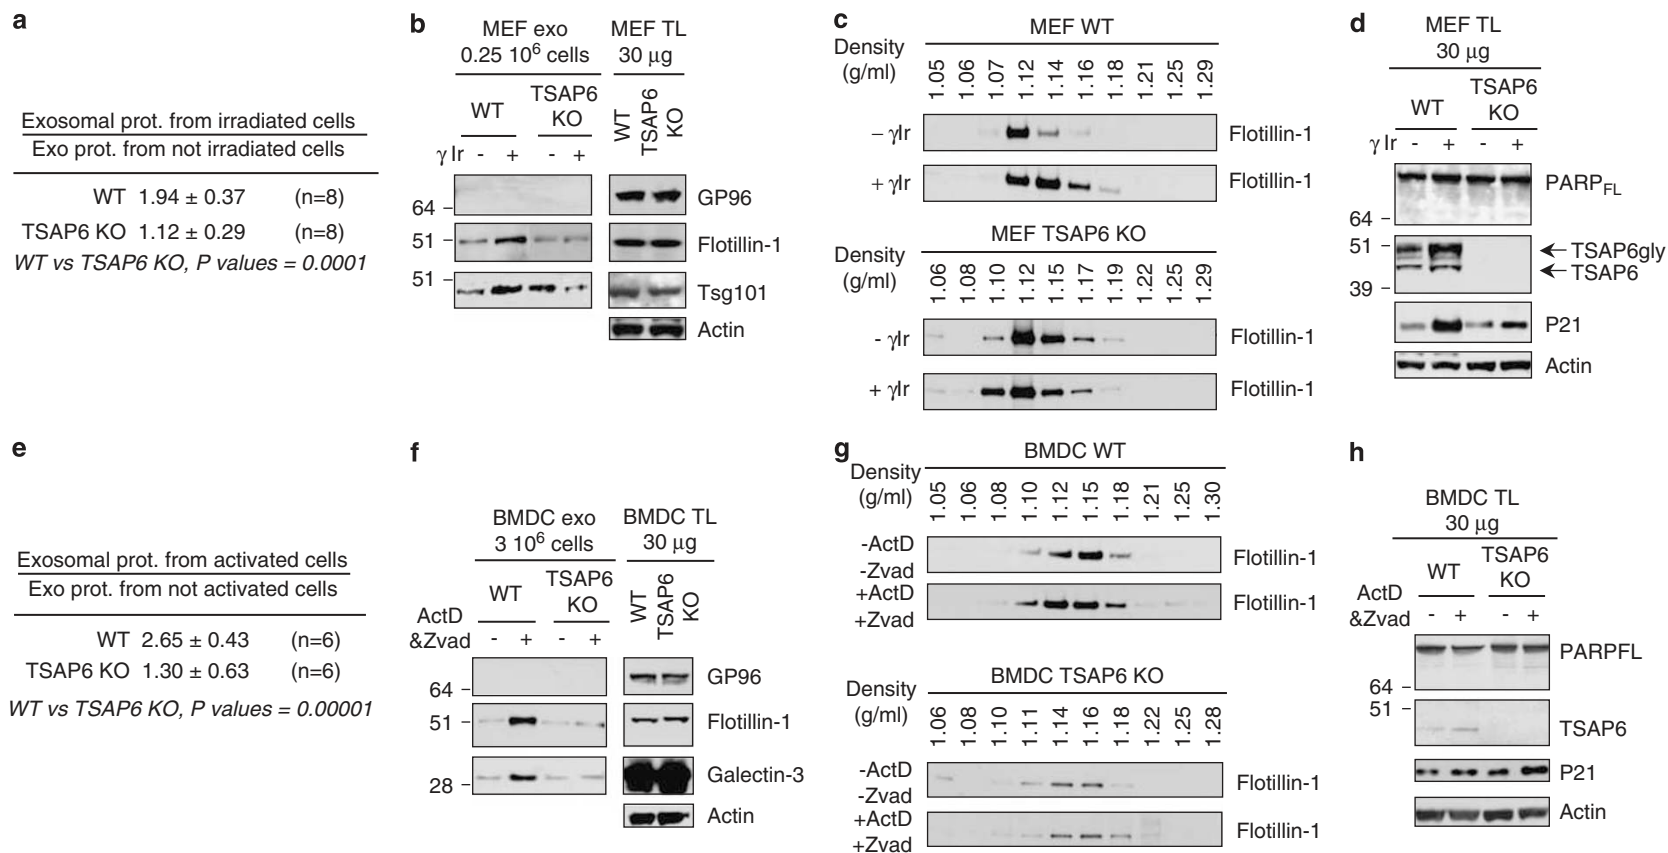 a
Exosomal prot. from irradiated cells
Exo prot. from not irradiated cells
WT 1.94 ± 0.37 (n=8)
TSAP6 KO 1.12 ± 0.29 (n=8)
WT vs TSAP6 KO, P values = 0.0001
b
MEF exo
0.25 10⁶ cells
MEF TL
30 µg
WT
TSAP6
KO
WT
TSAP6
KO
γ Ir - + - +
64
GP96
51
Flotillin-1
51
Tsg101
Actin
c
MEF WT
Density
(g/ml)
1.05 1.06 1.07 1.12 1.14 1.16 1.18 1.21 1.25 1.29
− γIr Flotillin-1
+ γIr Flotillin-1
MEF TSAP6 KO
Density
(g/ml)
1.06 1.08 1.10 1.12 1.15 1.17 1.19 1.22 1.25 1.29
- γIr Flotillin-1
+ γIr Flotillin-1
d
MEF TL
30 µg
WT
TSAP6
KO
γ Ir - + - +
PARP_FL
64
51
TSAP6gly
TSAP6
39
P21
Actin
e
Exosomal prot. from activated cells
Exo prot. from not activated cells
WT 2.65 ± 0.43 (n=6)
TSAP6 KO 1.30 ± 0.63 (n=6)
WT vs TSAP6 KO, P values = 0.00001
f
BMDC exo
3 10⁶ cells
BMDC TL
30 µg
WT
TSAP6
KO
WT
TSAP6
KO
ActD
&Zvad - + - +
64
GP96
51
Flotillin-1
28
Galectin-3
Actin
g
BMDC WT
Density
(g/ml)
1.05 1.06 1.08 1.10 1.12 1.15 1.18 1.21 1.25 1.30
-ActD
-Zvad
Flotillin-1
+ActD
+Zvad
Flotillin-1
BMDC TSAP6 KO
Density
(g/ml)
1.06 1.08 1.10 1.11 1.14 1.16 1.18 1.22 1.25 1.28
-ActD
-Zvad
Flotillin-1
+ActD
+Zvad
Flotillin-1
h
BMDC TL
30 µg
WT
TSAP6
KO
ActD
&Zvad - + - +
PARPFL
64
51
TSAP6
P21
Actin